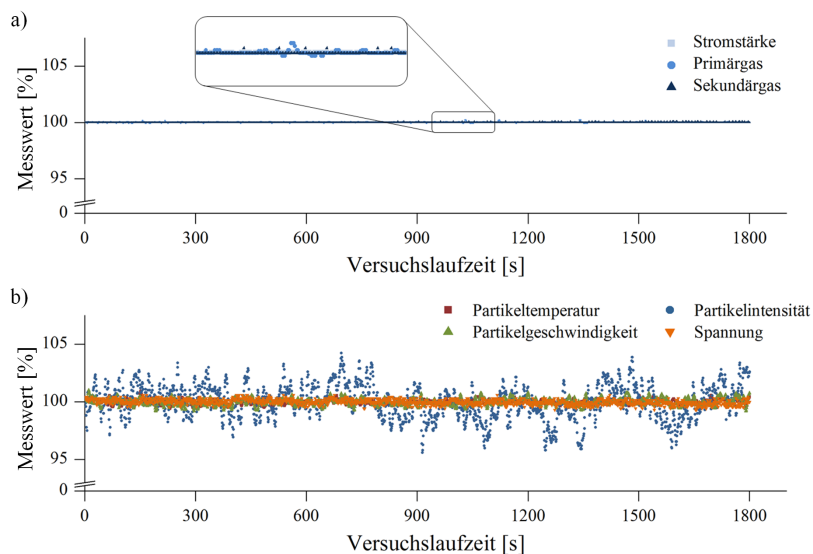 a)
Messwert [%]
105
100
95
0
Stromstärke
Primärgas
Sekundärgas
0 300 600 900 1200 1500 1800
Versuchslaufzeit [s]
b)
Partikeltemperatur Partikelintensität
Partikelgeschwindigkeit Spannung
Messwert [%]
105
100
95
0
0 300 600 900 1200 1500 1800
Versuchslaufzeit [s]